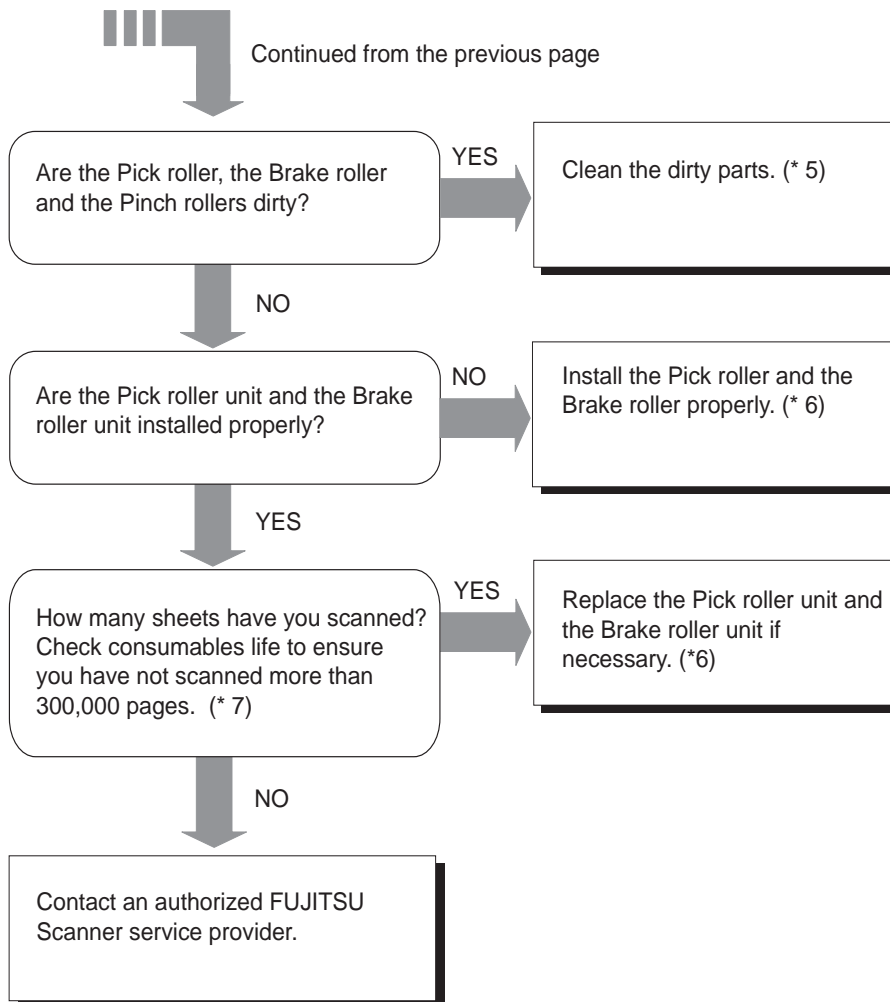 Continued from the previous page
Are the Pick roller, the Brake roller
and the Pinch rollers dirty?
YES
Clean the dirty parts. (* 5)
NO
Are the Pick roller unit and the Brake
roller unit installed properly?
NO
Install the Pick roller and the
Brake roller properly. (* 6)
YES
How many sheets have you scanned?
Check consumables life to ensure
you have not scanned more than
300,000 pages.  (* 7)
YES
Replace the Pick roller unit and
the Brake roller unit if
necessary. (*6)
NO
Contact an authorized FUJITSU
Scanner service provider.